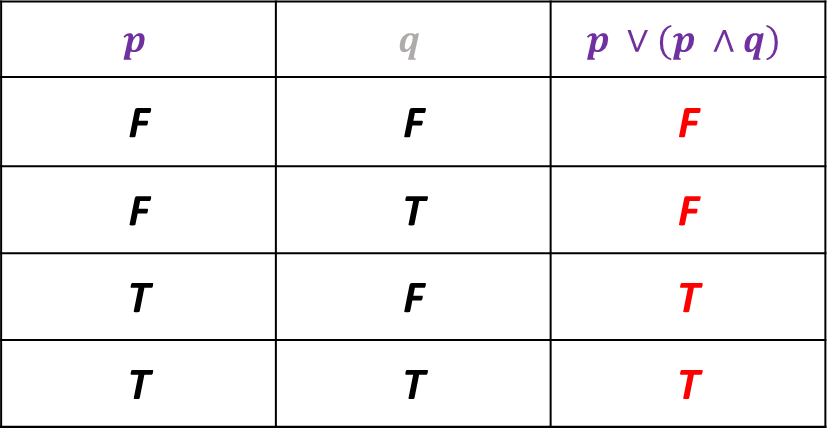 p q p ∨ (p ∧ q)
F F F
F T F
T F T
T T T